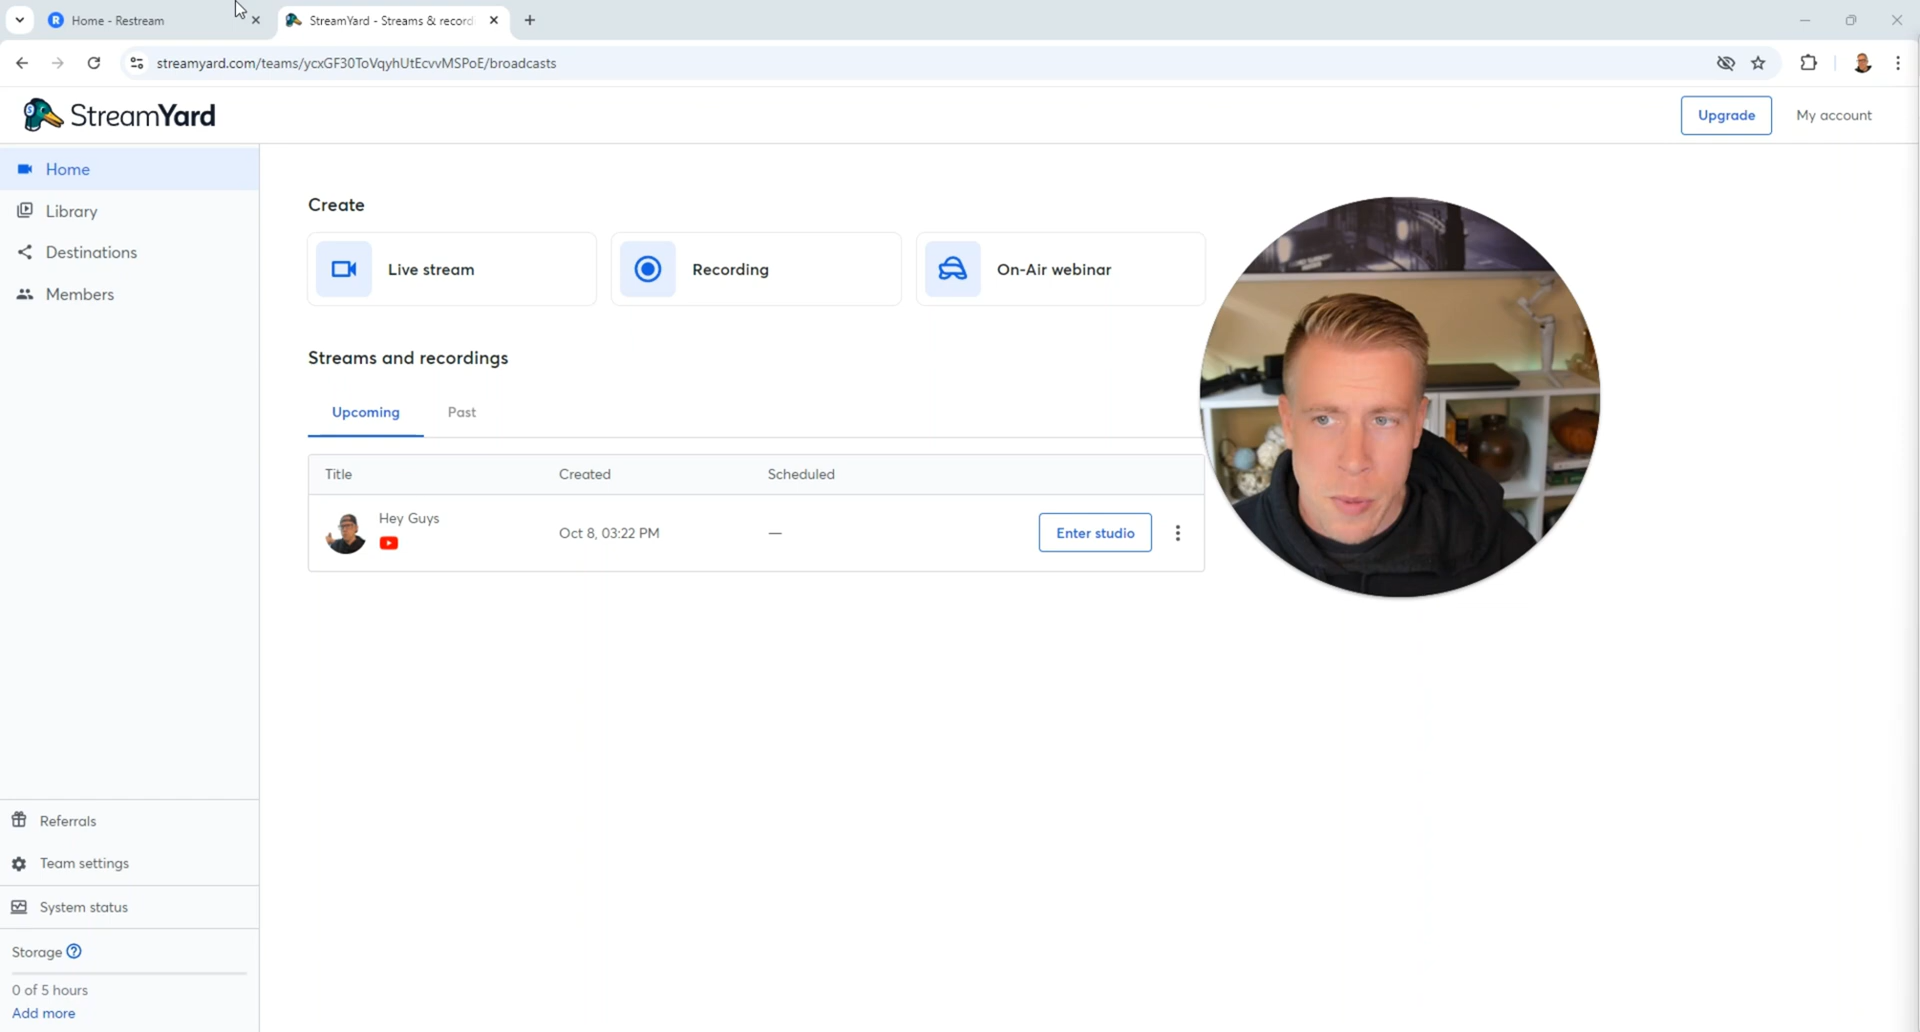 Home - Restream
StreamYard - Streams & record
streamyard.com/teams/ycxGF30ToVqyhUtEcvvMSPoE/broadcasts
StreamYard
Upgrade
My account
Home
Library
Destinations
Members
Create
Live stream
Recording
On-Air webinar
Streams and recordings
Upcoming
Past
Title
Created
Scheduled
Hey Guys
Oct 8, 03:22 PM
—
Enter studio
Referrals
Team settings
System status
Storage
0 of 5 hours
Add more